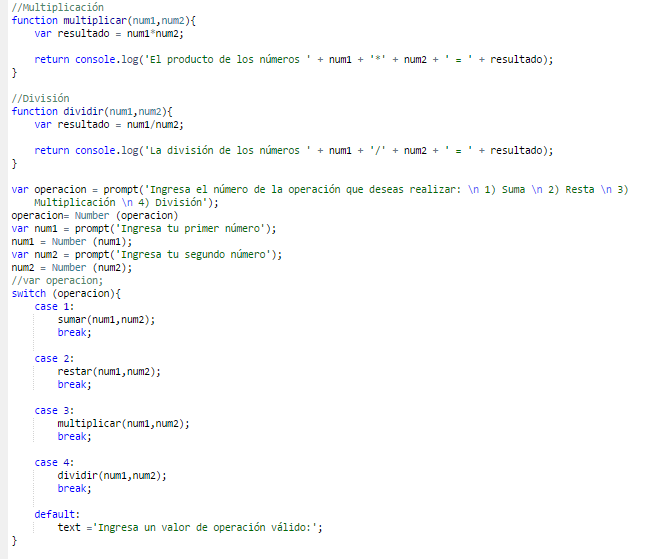 //Multiplicación
function multiplicar(num1,num2){
    var resultado = num1*num2;

    return console.log('El producto de los números ' + num1 + '*' + num2 + ' = ' + resultado);
}

//División
function dividir(num1,num2){
    var resultado = num1/num2;

    return console.log('La división de los números ' + num1 + '/' + num2 + ' = ' + resultado);
}

var operacion = prompt('Ingresa el número de la operación que deseas realizar: \n 1) Suma \n 2) Resta \n 3)
    Multiplicación \n 4) División');
operacion= Number (operacion)
var num1 = prompt('Ingresa tu primer número');
num1 = Number (num1);
var num2 = prompt('Ingresa tu segundo número');
num2 = Number (num2);
//var operacion;
switch (operacion){
    case 1:
        sumar(num1,num2);
        break;

    case 2:
        restar(num1,num2);
        break;

    case 3:
        multiplicar(num1,num2);
        break;

    case 4:
        dividir(num1,num2);
        break;

    default:
        text ='Ingresa un valor de operación válido:';
}